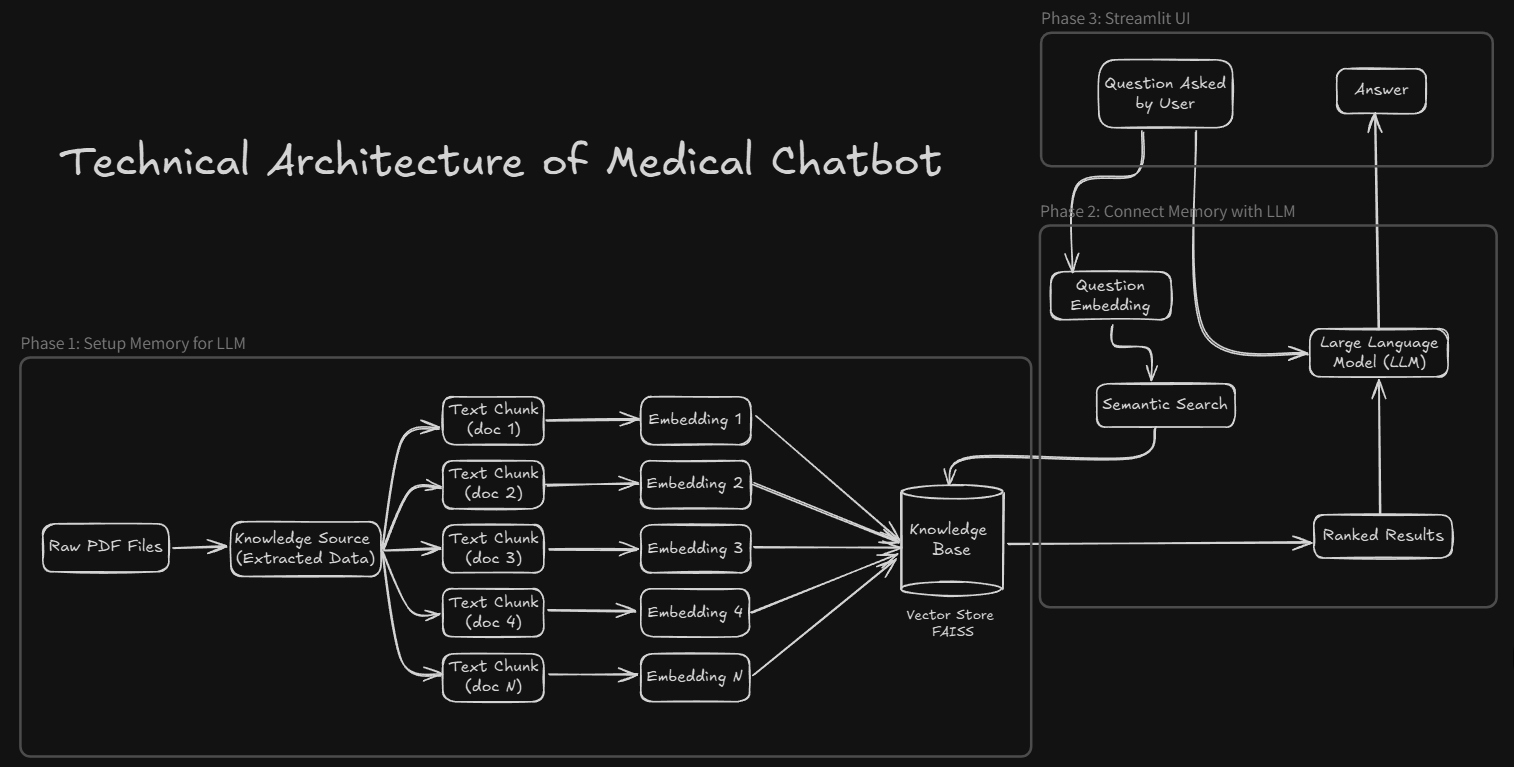 Phase 3: Streamlit UI
Question Asked
by User
Answer
Technical Architecture of Medical Chatbot
Phase 2: Connect Memory with LLM
Question
Embedding
Large Language
Model (LLM)
Semantic Search
Ranked Results
Phase 1: Setup Memory for LLM
Raw PDF Files
Knowledge Source
(Extracted Data)
Text Chunk
(doc 1)
Embedding 1
Text Chunk
(doc 2)
Embedding 2
Text Chunk
(doc 3)
Embedding 3
Text Chunk
(doc 4)
Embedding 4
Text Chunk
(doc N)
Embedding N
Knowledge
Base
Vector Store
FAISS